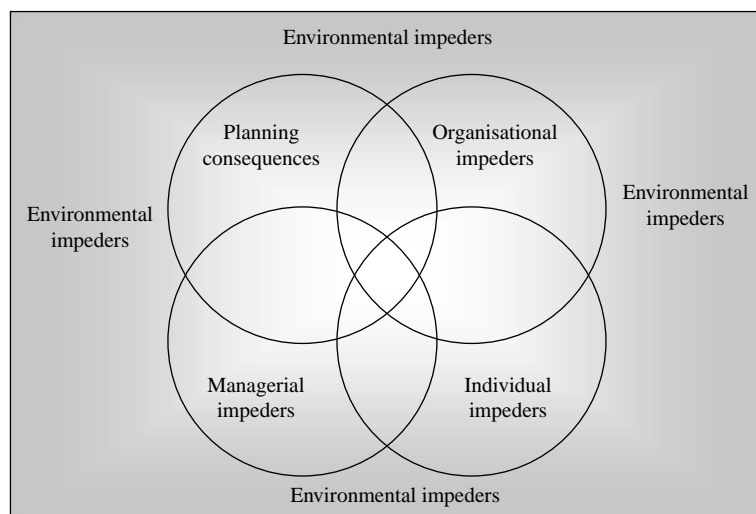 Environmental impeders
Planning
consequences
Organisational
impeders
Environmental
impeders
Environmental
impeders
Managerial
impeders
Individual
impeders
Environmental impeders